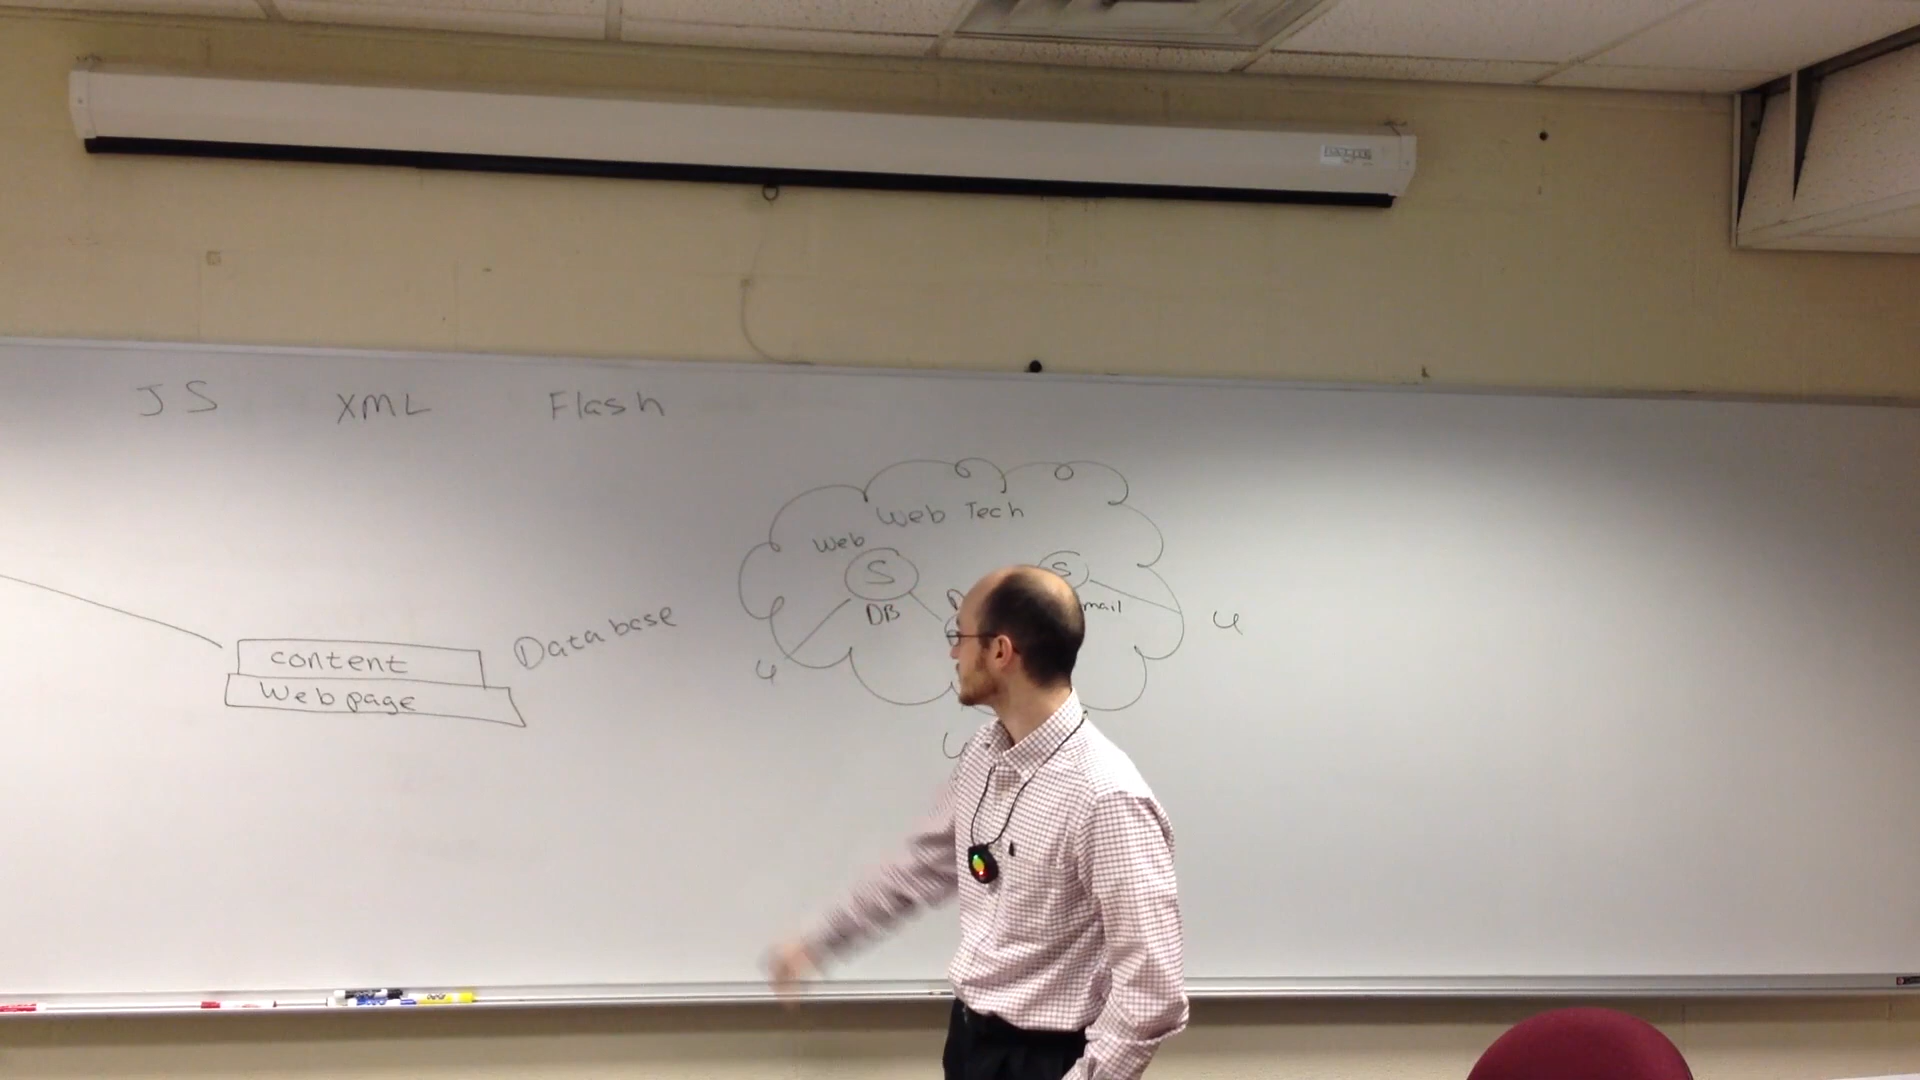 JS XML Flash
Web Tech
Web
S
S
DB
mail
Database
content
Web page